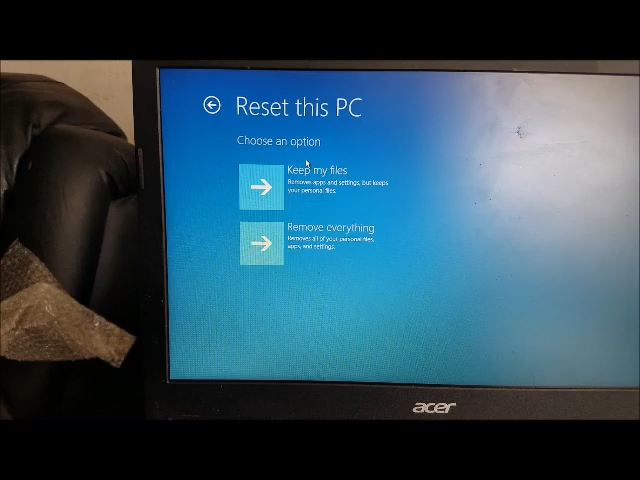 Reset this PC
Choose an option
Keep my files
Removes apps and settings, but keeps
your personal files.
Remove everything
Removes all of your personal files,
apps, and settings.
acer